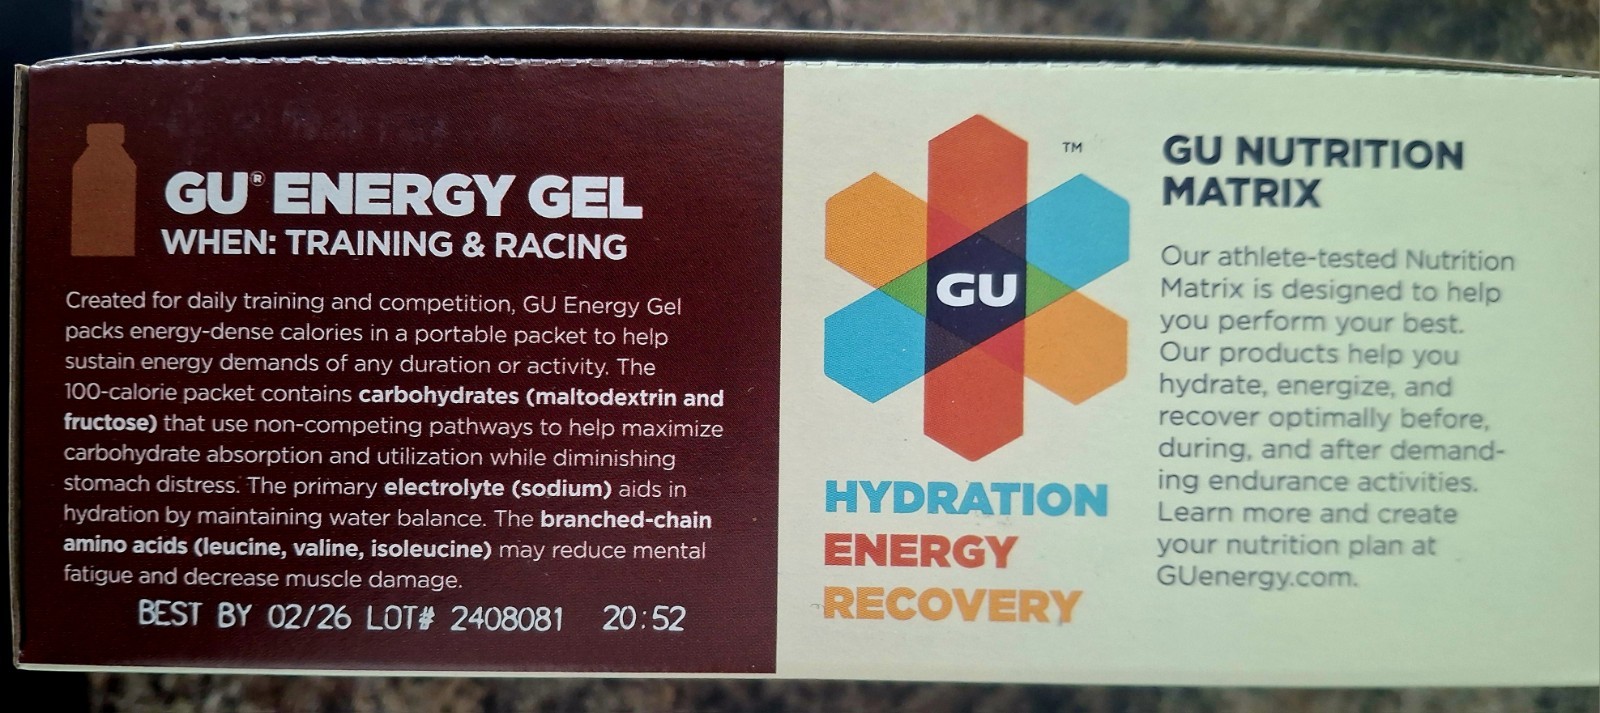 GU® ENERGY GEL
WHEN: TRAINING & RACING
Created for daily training and competition, GU Energy Gel
packs energy-dense calories in a portable packet to help
sustain energy demands of any duration or activity. The
100-calorie packet contains carbohydrates (maltodextrin and
fructose) that use non-competing pathways to help maximize
carbohydrate absorption and utilization while diminishing
stomach distress. The primary electrolyte (sodium) aids in
hydration by maintaining water balance. The branched-chain
amino acids (leucine, valine, isoleucine) may reduce mental
fatigue and decrease muscle damage.
BEST BY 02/26 LOT# 2408081 20:52
GU
TM
HYDRATION
ENERGY
RECOVERY
GU NUTRITION
MATRIX
Our athlete-tested Nutrition
Matrix is designed to help
you perform your best.
Our products help you
hydrate, energize, and
recover optimally before,
during, and after demand-
ing endurance activities.
Learn more and create
your nutrition plan at
GUenergy.com.